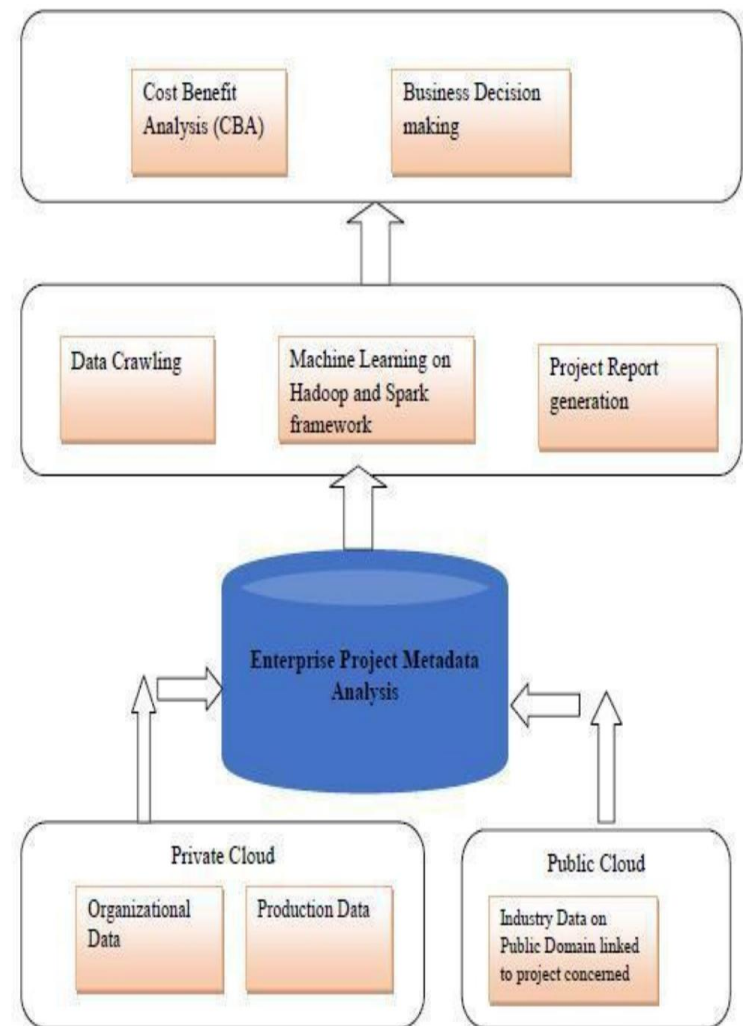 Cost Benefit
Analysis (CBA)
Business Decision
making
Data Crawling
Machine Learning on
Hadoop and Spark
framework
Project Report
generation
Enterprise Project Metadata
Analysis
Private Cloud
Organizational
Data
Production Data
Public Cloud
Industry Data on
Public Domain linked
to project concerned